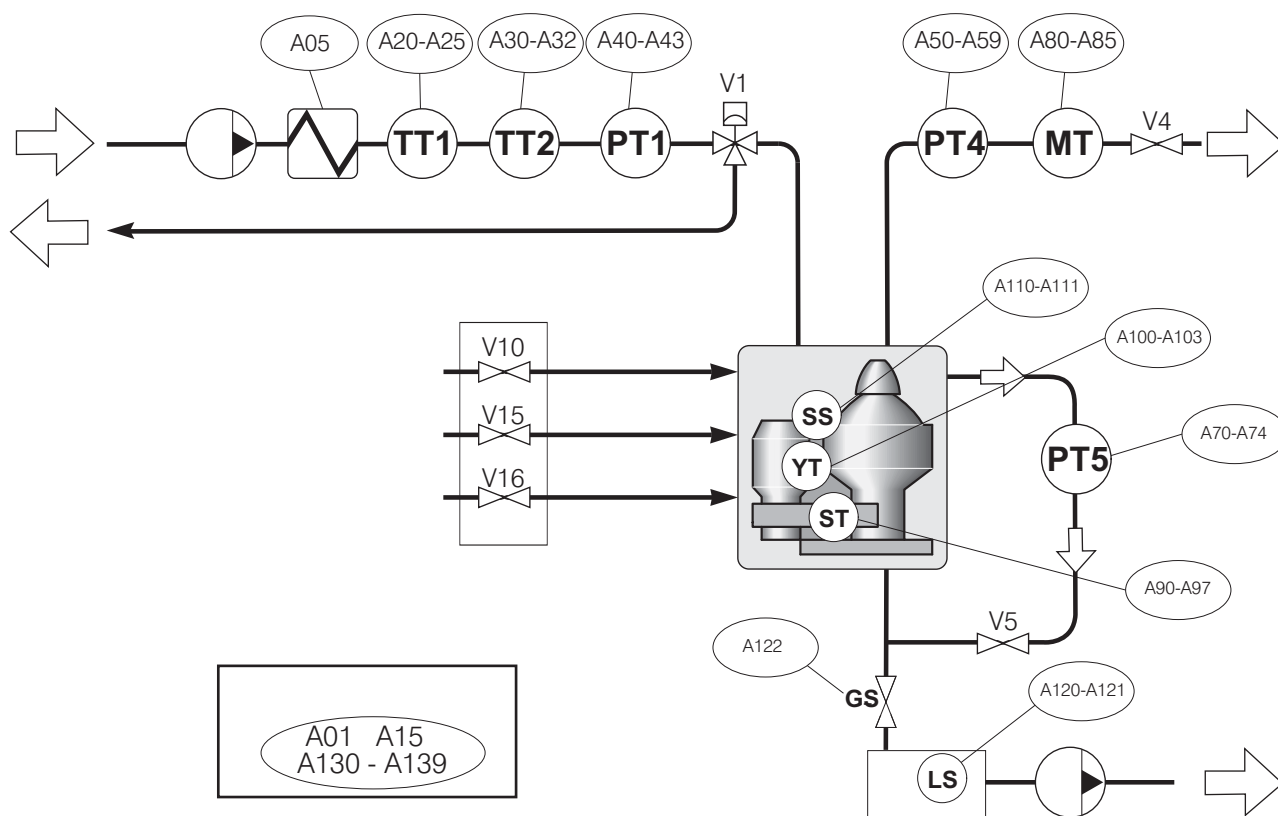 A05
A20-A25
A30-A32
A40-A43
A50-A59
A80-A85
V1
V4
TT1
TT2
PT1
PT4
MT
A110-A111
A100-A103
V10
V15
V16
SS
YT
ST
PT5
A70-A74
A90-A97
V5
A122
GS
A120-A121
LS
A01 A15
A130 - A139